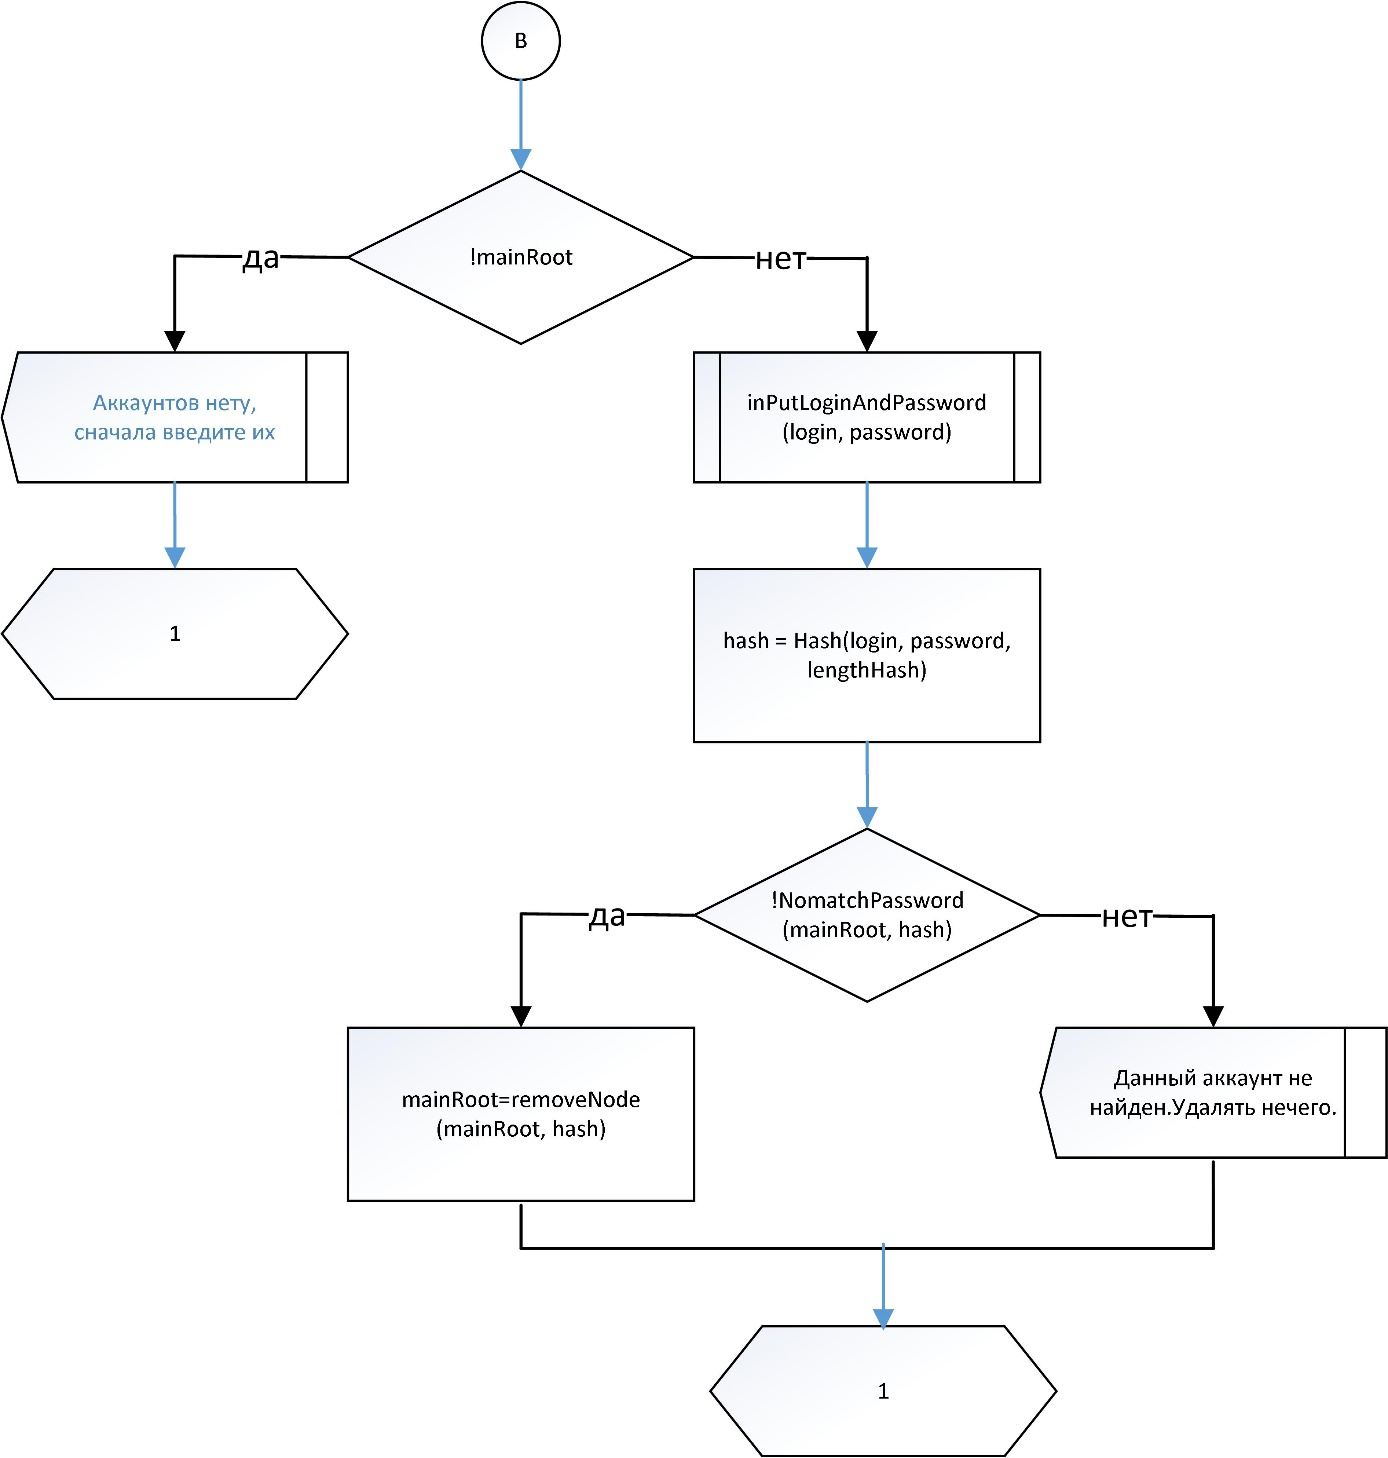 B
!mainRoot
да
нет
Аккаунтов нету,
сначала введите их
inPutLoginAndPassword
(login, password)
1
hash = Hash(login, password,
lengthHash)
!NomatchPassword
(mainRoot, hash)
да
нет
mainRoot=removeNode
(mainRoot, hash)
Данный аккаунт не
найден.Удалять нечего.
1